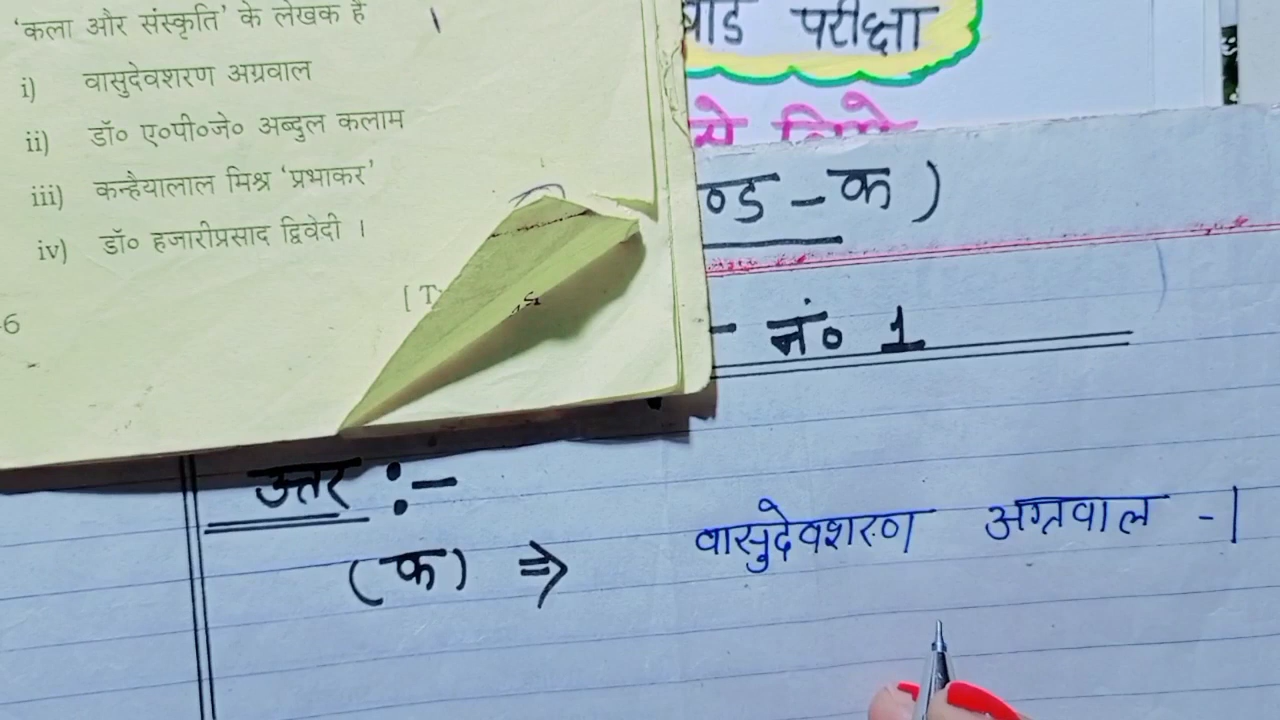 'कला और संस्कृति' के लेखक हैं
i) वासुदेवशरण अग्रवाल
ii) डॉ० ए०पी०जे० अब्दुल कलाम
iii) कन्हैयालाल मिश्र 'प्रभाकर'
iv) डॉ० हजारीप्रसाद द्विवेदी ।
6
परीक्षा
क)
नं० 1
उत्तर :-
(क) ⇒ वासुदेवशरण अग्रवाल -|